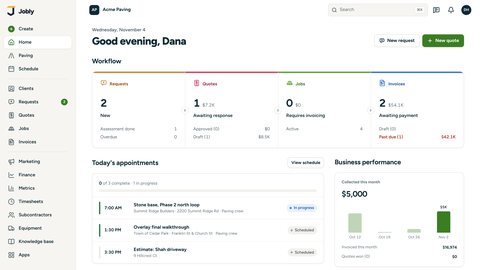 Jobly
AP Acme Paving
Search
DH
Create
Home
Paving
Schedule
Clients
Requests 2
Quotes
Jobs
Invoices
Marketing
Finance
Metrics
Timesheets
Subcontractors
Equipment
Knowledge base
Apps
Wednesday, November 4
Good evening, Dana
New request
New quote
Workflow
Requests
2
New
Assessment done 1
Overdue 0
Quotes
1 $7.2K
Awaiting response
Approved (0) $0
Draft (1) $8.5K
Jobs
0 $0
Requires invoicing
Active 4
Invoices
2 $54.1K
Awaiting payment
Draft (0) $0
Past due (1) $42.1K
Today's appointments
View schedule
0 of 3 complete · 1 in progress
7:00 AM
Stone base, Phase 2 north loop
Summit Ridge Builders · 2200 Summit Ridge Rd · Paving crew
In progress
1:30 PM
Overlay final walkthrough
Town of Cedar Park · Franklin St & Church St · Paving crew
Scheduled
3:30 PM
Estimate: Shah driveway
Scheduled
Business performance
Collected this month
$5,000
$5K
Oct 12
Oct 19
Oct 26
Nov 2
Invoiced this month $16,974
Quotes won (0) $0